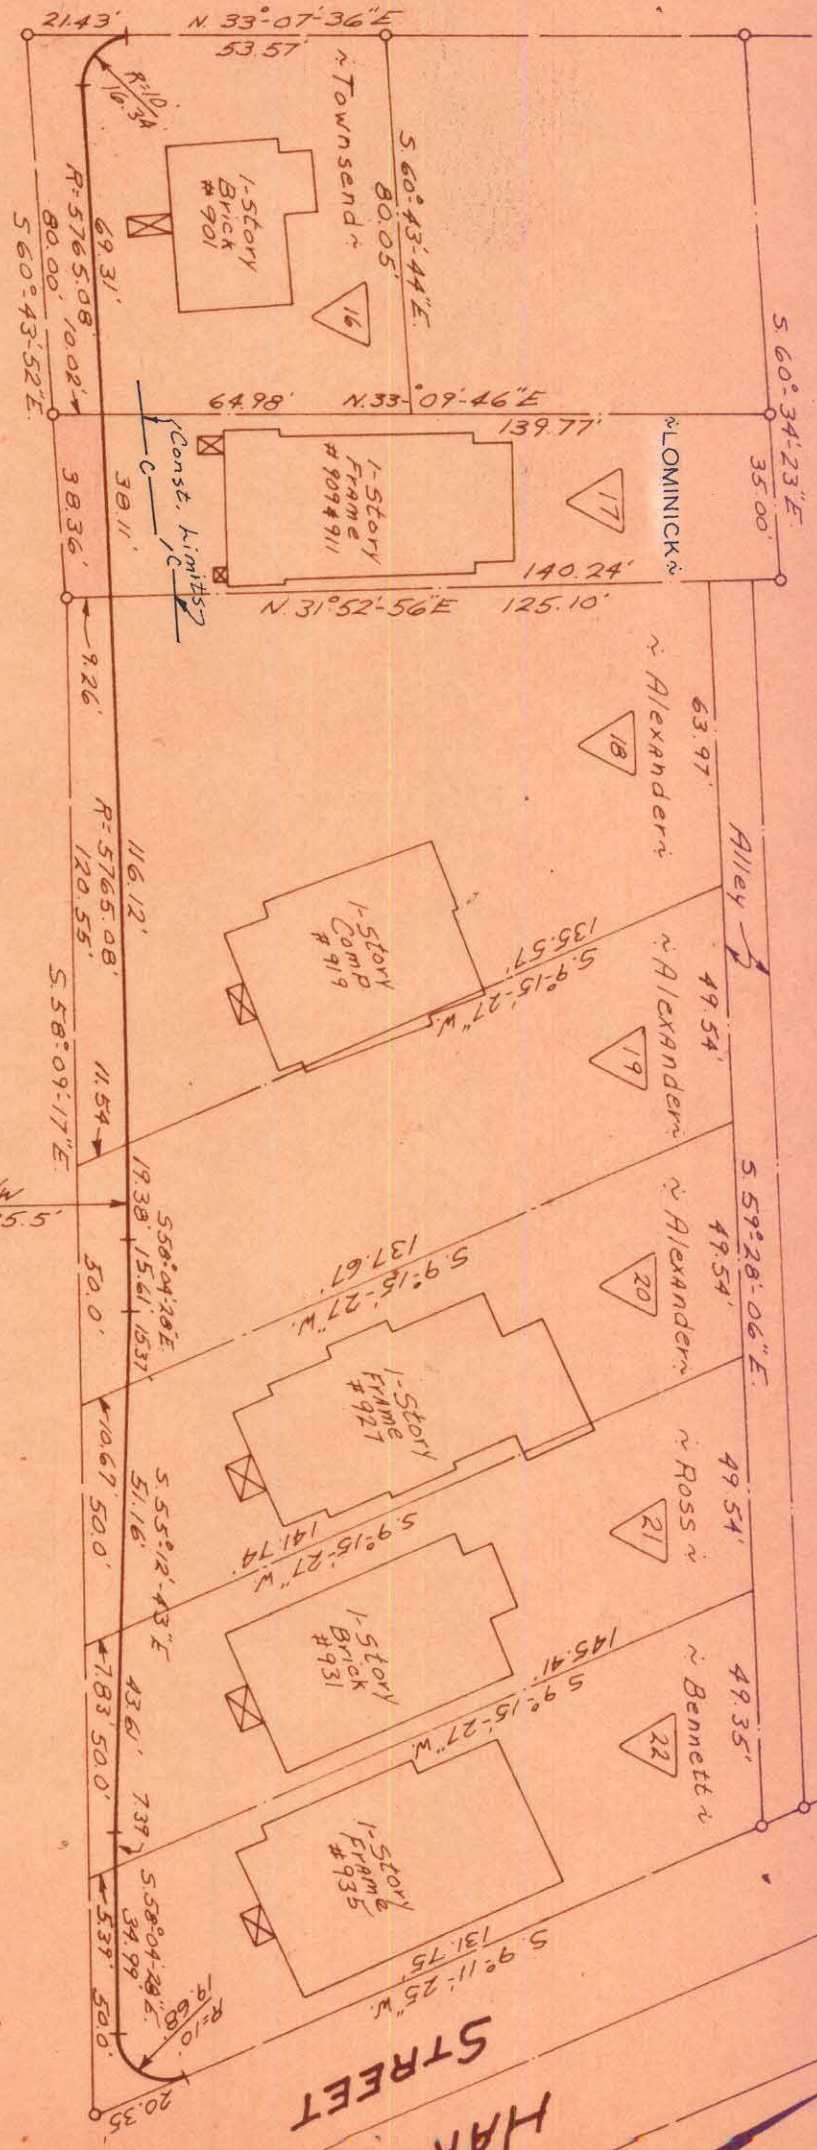 21.43'
N. 33°-07'-36"E
53.57'
R=10'
16.34
~Townsend~
S. 60°-43'-44"E.
80.05'
1-Story
Brick
#901
16
69.31'
R=5765.08'
10.02'
80.00'
S 60°-43'-52"E.
64.98'
N.33-°09'-46"E
139.77'
S. 60°-34'-23"E.
35.00'
~LOMINICK~
17
1-Story
Frame
#909&911
Const. Limits
C
C
38.11'
38.36'
140.24'
N. 31°52'-56"E
125.10'
9.26'
~ Alexander~
18
63.97'
Alley
116.12'
R=5765.08'
120.55'
S.58°-09'-17"E
11.54
1-Story
Comp
#919
135.57'
S.9°-15'-27"W.
~ Alexander~
19
49.54'
25.5'
19.38'
S58°-04'-28"E.
15.61'
15.37'
50.0'
137.67'
S.9°-15'-27"W.
~ Alexander~
20
49.54'
S. 59°-28'-06"E.
1-Story
Frame
#927
10.67'
50.0'
S.55°-12'-43"E
51.16'
141.74'
S.9°-15'-27"W.
~ Ross ~
21
49.54'
1-Story
Brick
#931
7.83'
50.0'
43.61'
7.39'
145.41'
S 9°-15'-27"W.
~ Bennett ~
22
49.35'
1-Story
Frame
#935
5.39'
50.0'
S.58°04'-28"E.
34.99'
R=10'
19.68'
131.75'
S 9°-11'-25"W.
20.35'
STREET